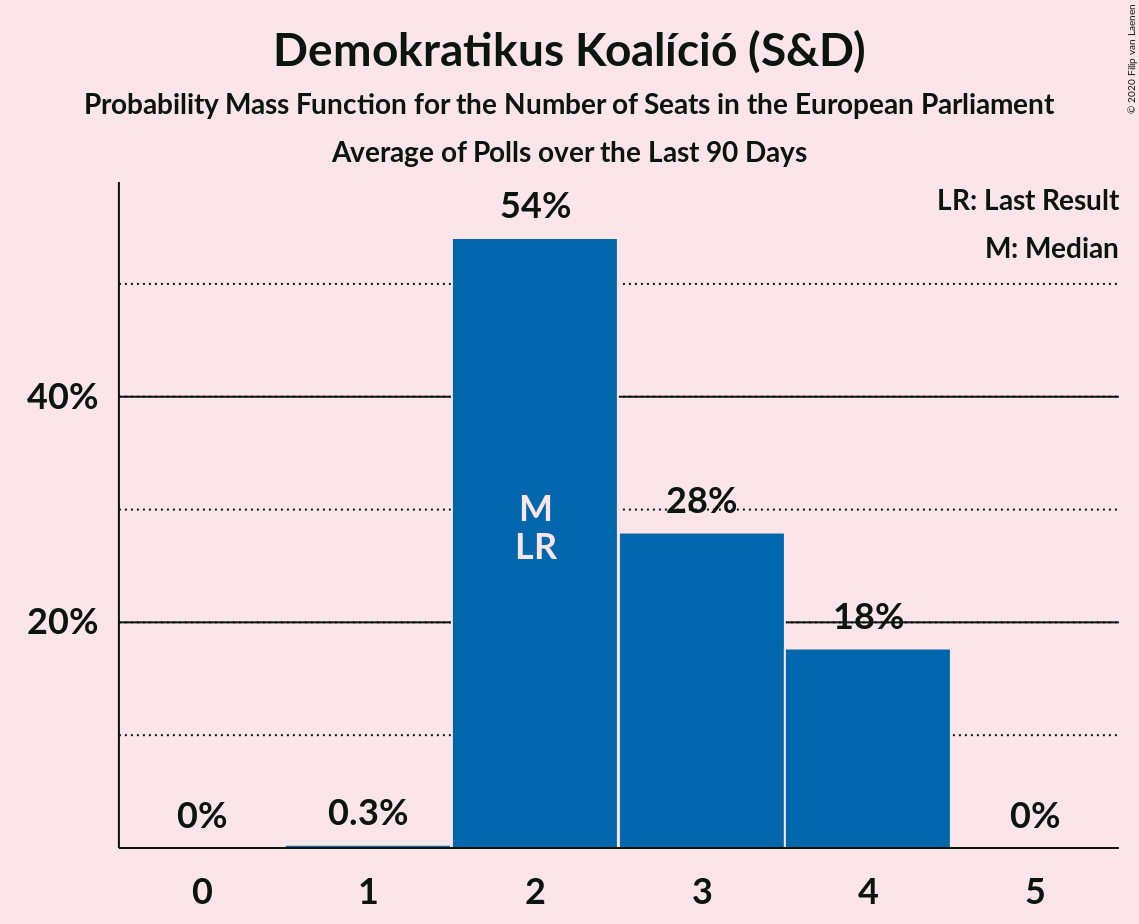 Demokratikus Koalíció (S&D)
Probability Mass Function for the Number of Seats in the European Parliament
Average of Polls over the Last 90 Days
© 2020 Filip van Laenen
LR: Last Result
M: Median
54%
40%
28%
M
LR
20%
18%
0%
0.3%
0%
0
1
2
3
4
5